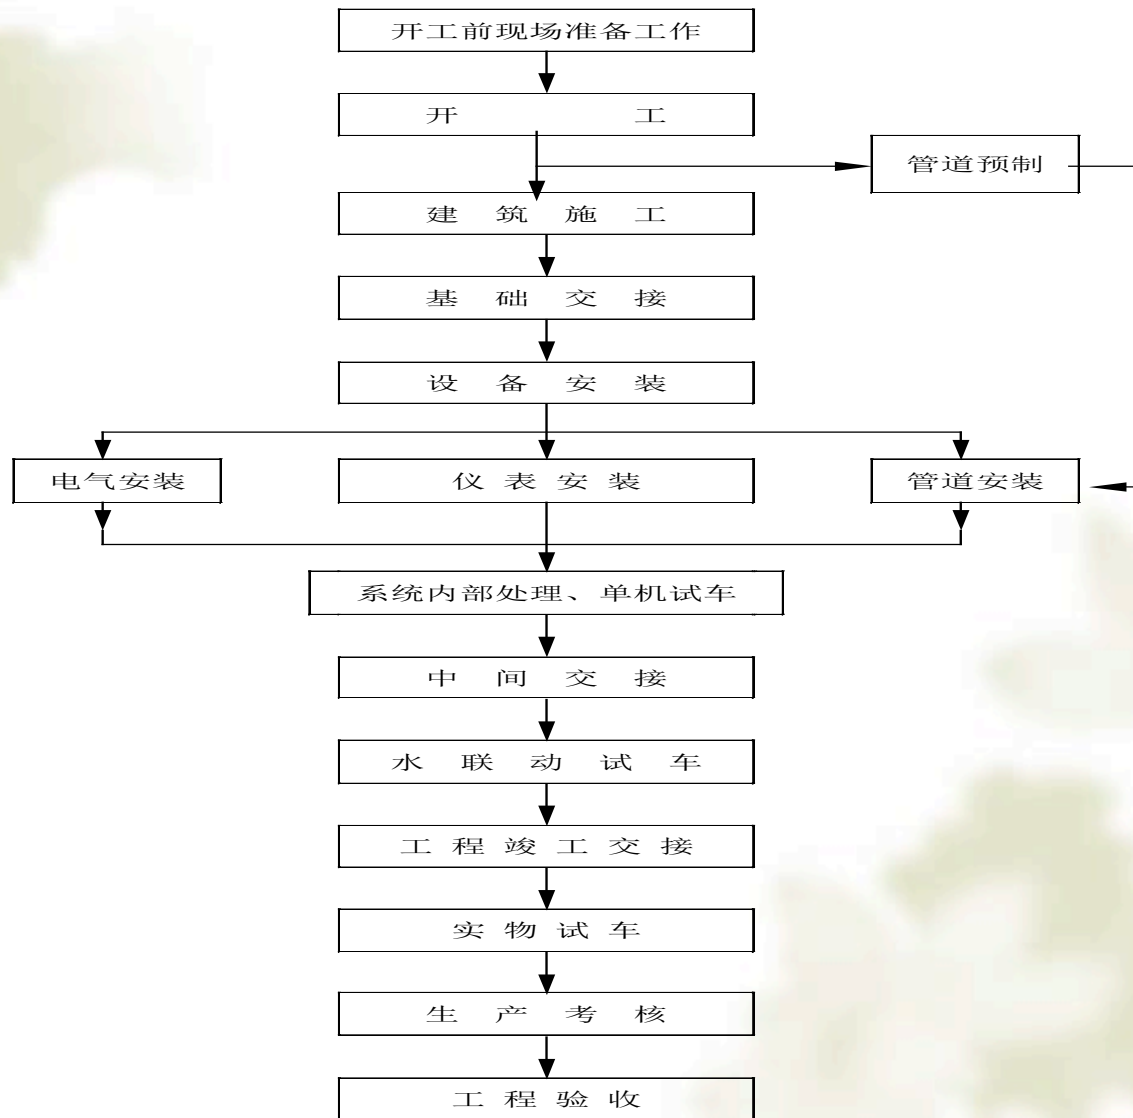 开工前现场准备工作
开工
管道预制
建筑施工
基础交接
设备安装
电气安装
仪表安装
管道安装
系统内部处理、单机试车
中间交接
水联动试车
工程竣工交接
实物试车
生产考核
工程验收